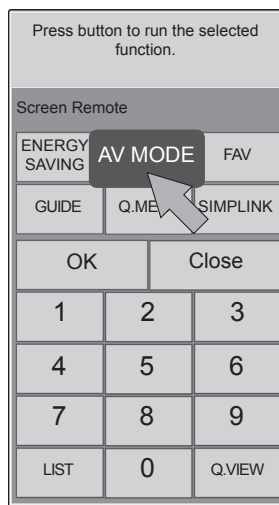 Press button to run the selected
function.
Screen Remote
ENERGY
SAVING
AV MODE
FAV
GUIDE
Q.ME
SIMPLINK
OK
Close
1
2
3
4
5
6
7
8
9
LIST
0
Q.VIEW